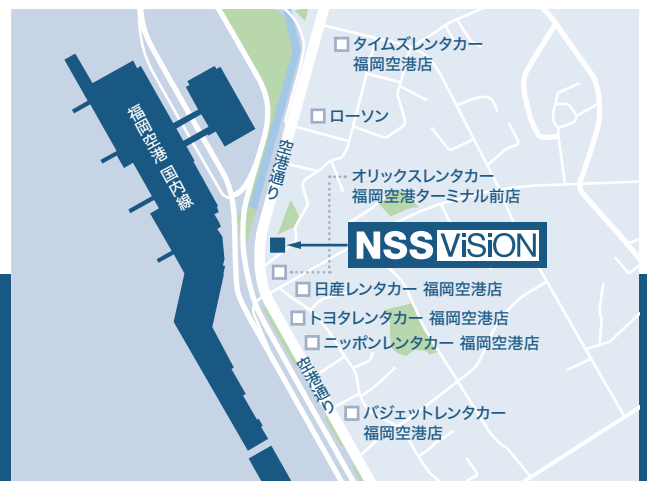 タイムズレンタカー
福岡空港店
ローソン
福岡空港 国内線
空港通り
オリックスレンタカー
福岡空港ターミナル前店
NSS ViSiON
日産レンタカー 福岡空港店
トヨタレンタカー 福岡空港店
ニッポンレンタカー 福岡空港店
空港通り
バジェットレンタカー
福岡空港店